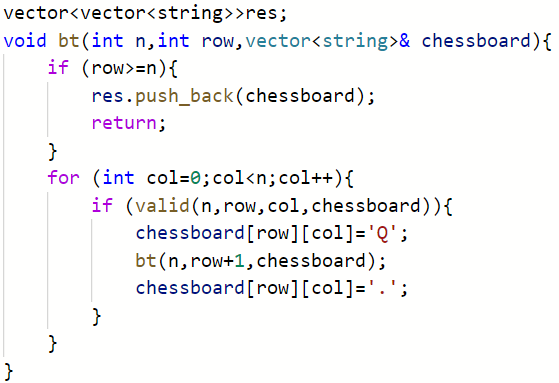 vector<vector<string>>res;
void bt(int n,int row,vector<string>& chessboard){
    if (row>=n){
        res.push_back(chessboard);
        return;
    }
    for (int col=0;col<n;col++){
        if (valid(n,row,col,chessboard)){
            chessboard[row][col]='Q';
            bt(n,row+1,chessboard);
            chessboard[row][col]='.';
        }
    }
}